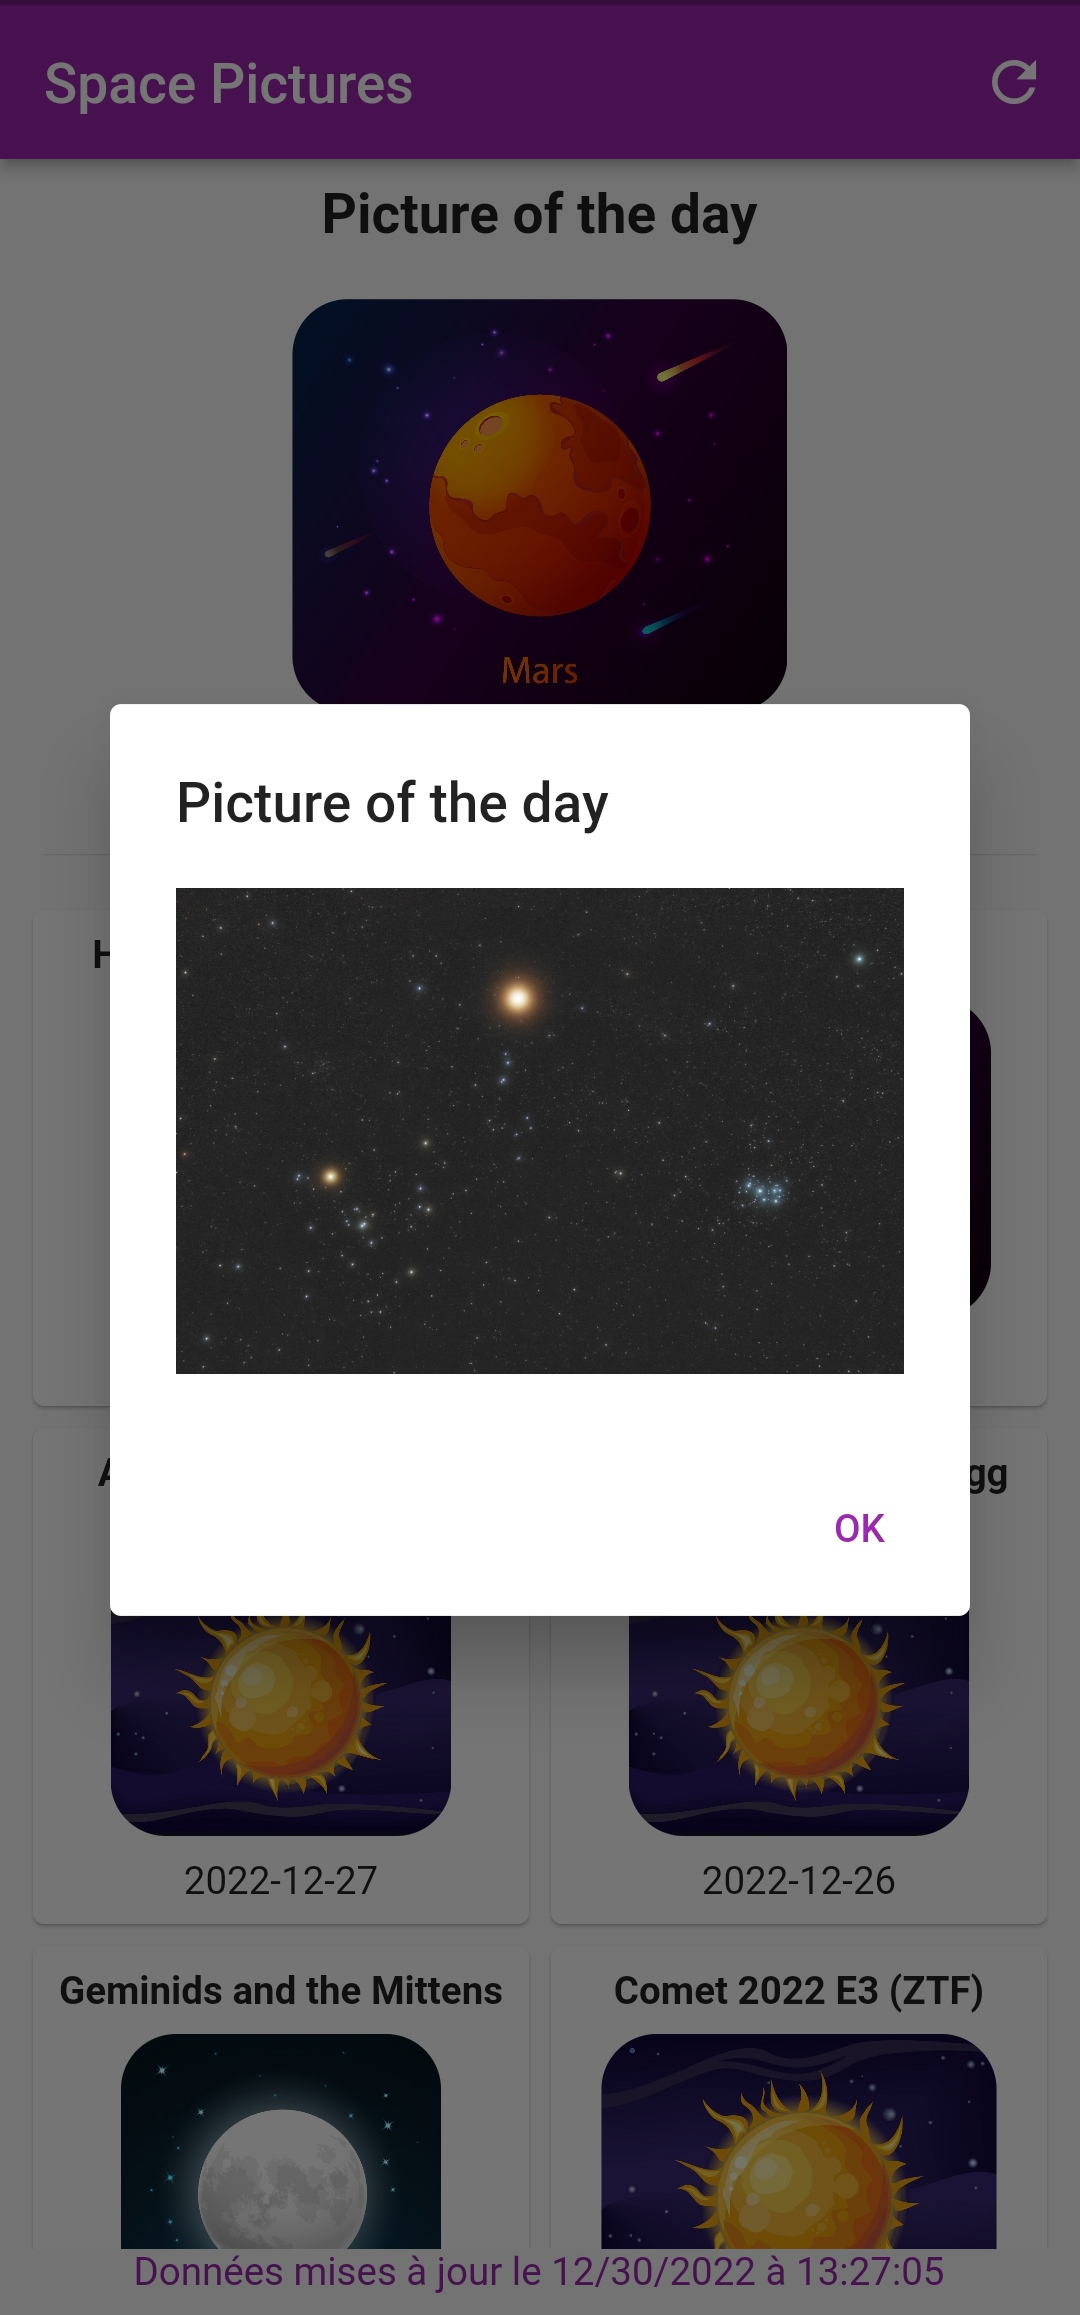 Space Pictures
Picture of the day
Mars
Picture of the day
OK
2022-12-27
2022-12-26
Geminids and the Mittens
Comet 2022 E3 (ZTF)
Données mises à jour le 12/30/2022 à 13:27:05